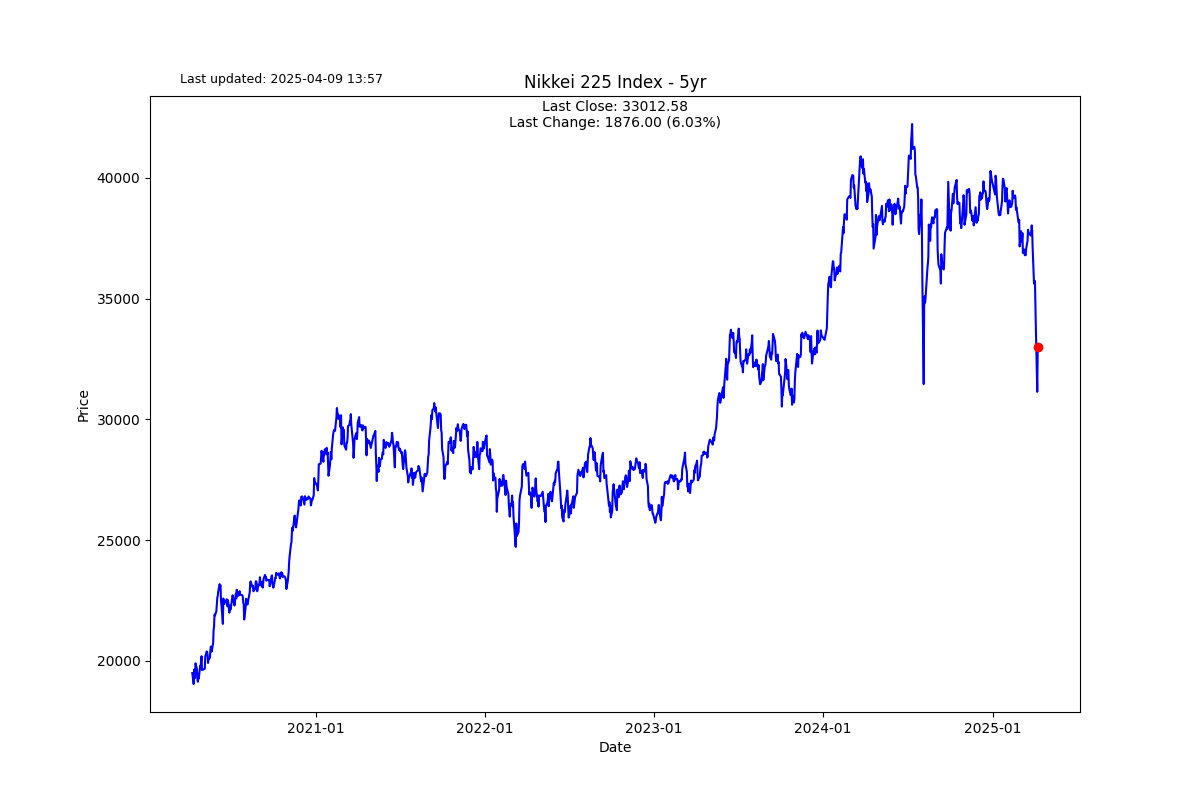 Last updated: 2025-04-09 13:57
Nikkei 225 Index - 5yr
Last Close: 33012.58
Last Change: 1876.00 (6.03%)
40000
35000
30000
25000
20000
Price
2021-01
2022-01
2023-01
2024-01
2025-01
Date